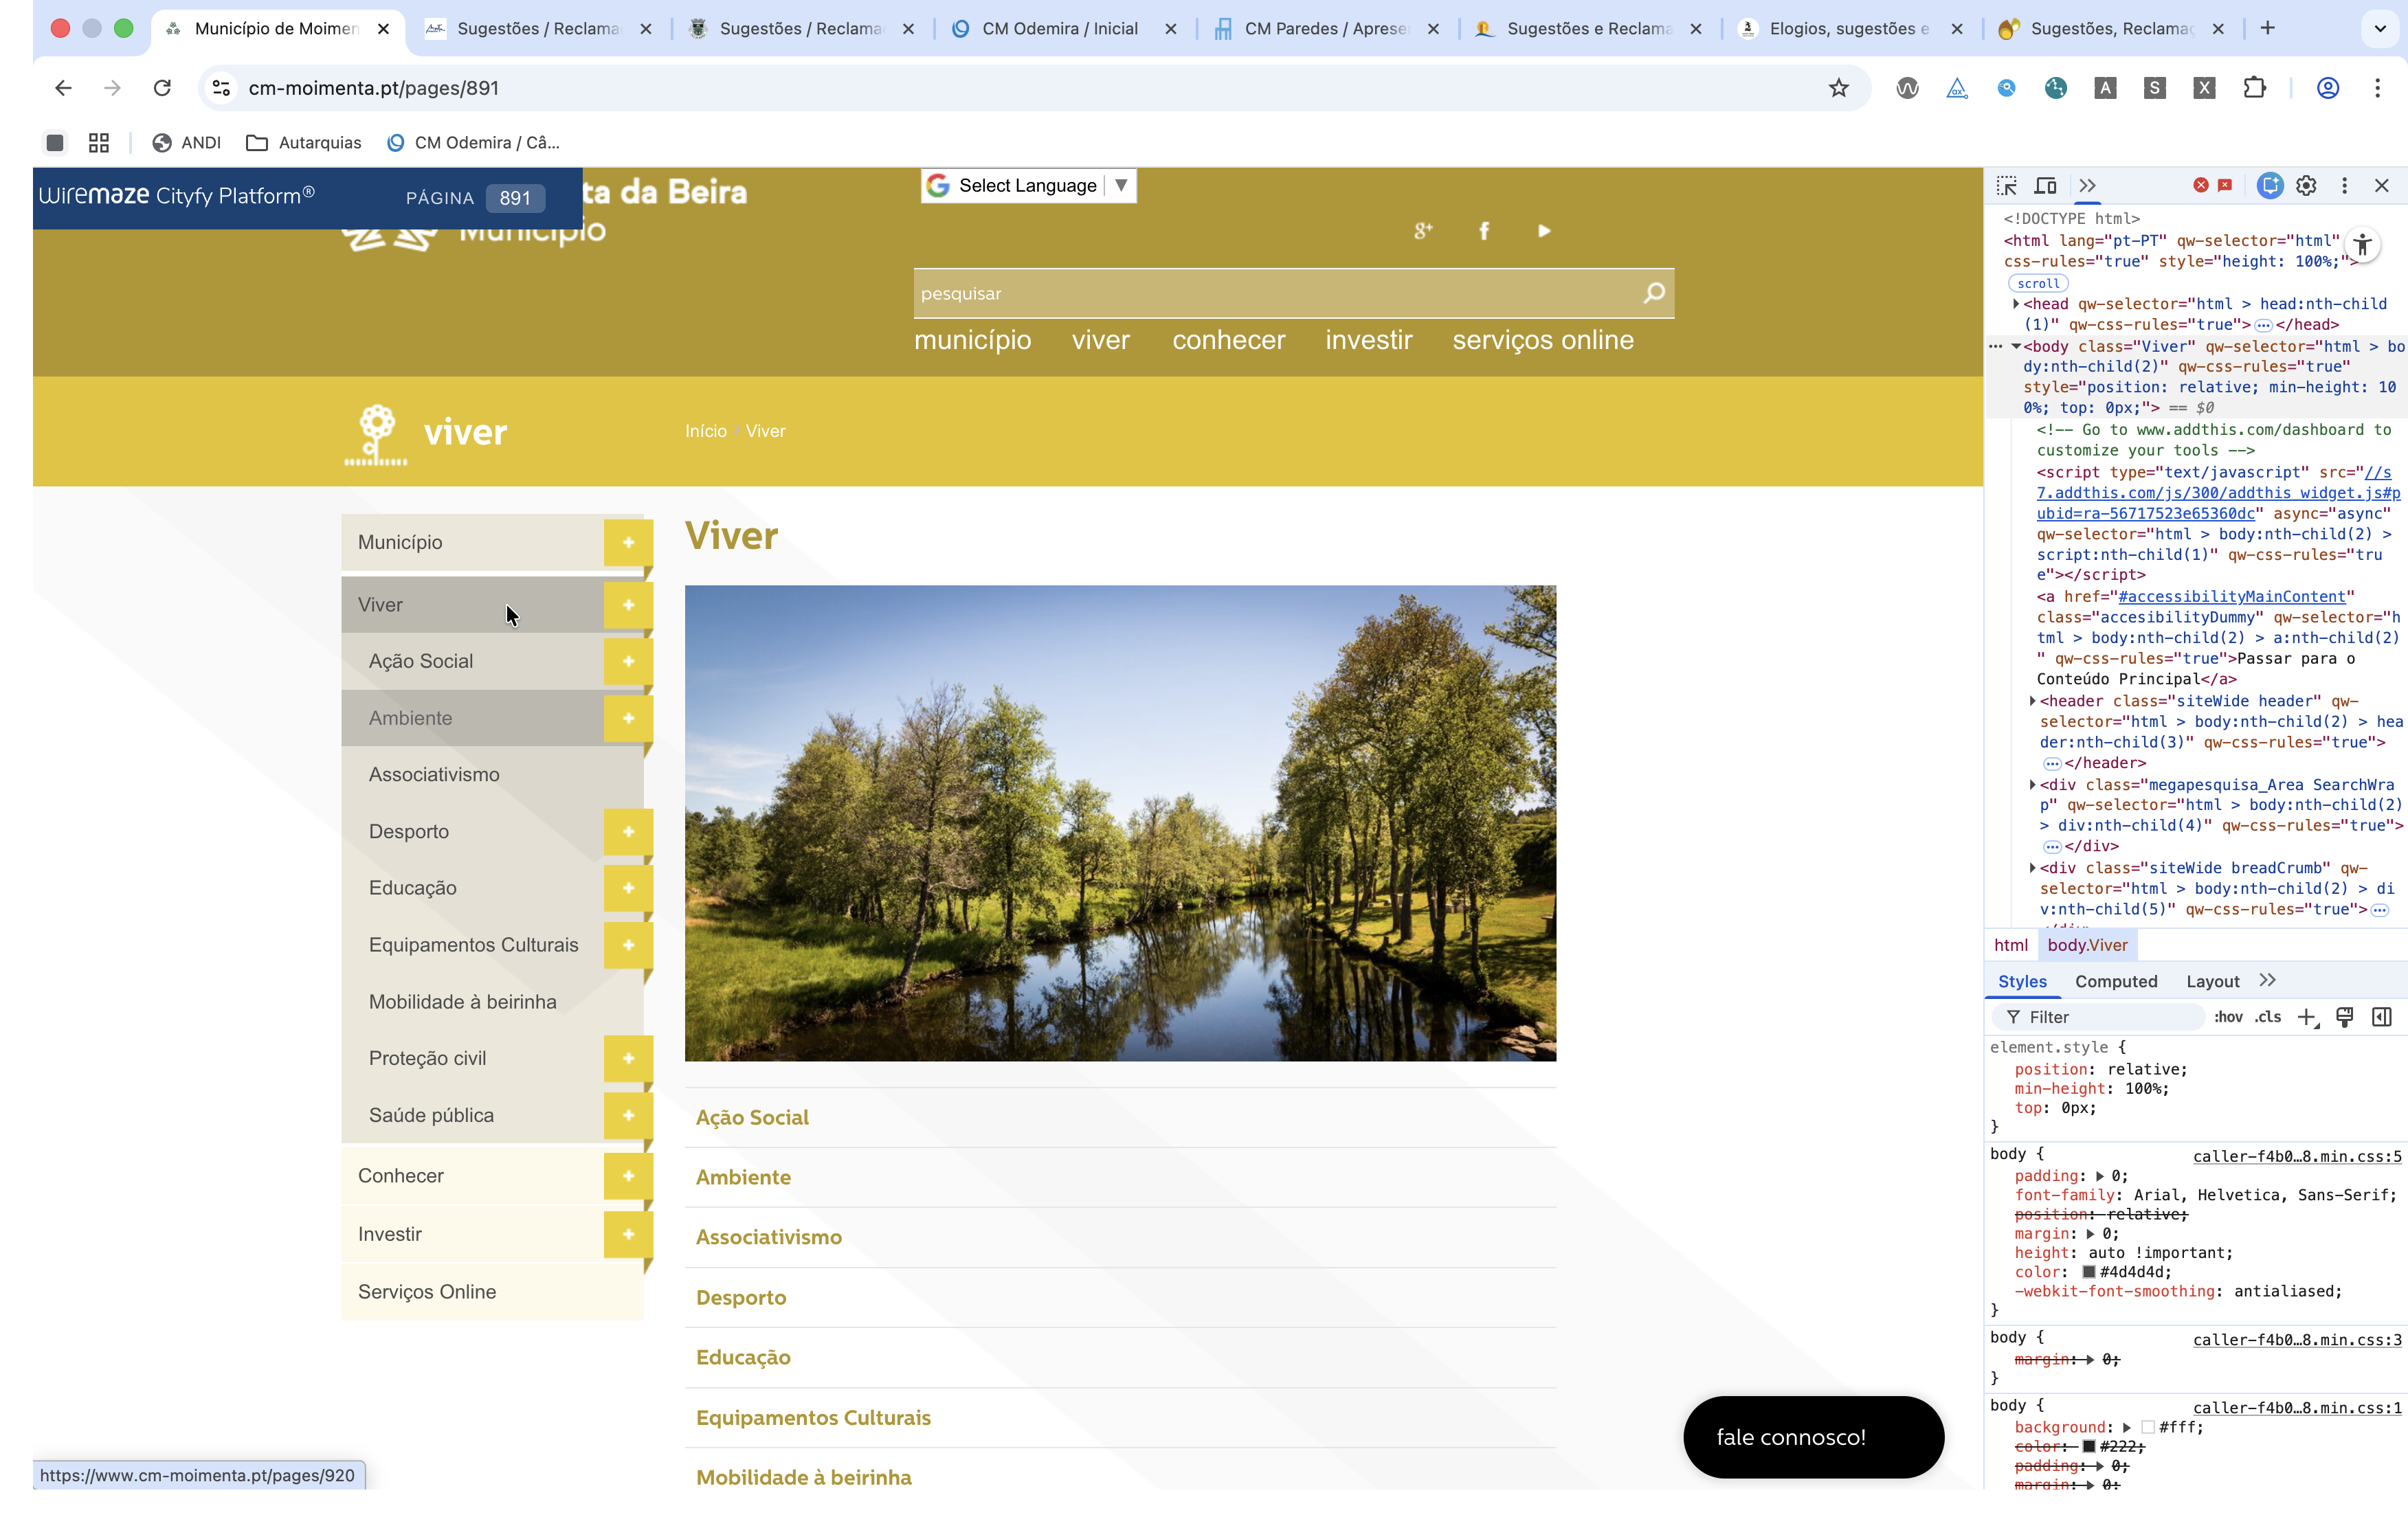 Município de Moimen
Sugestões / Reclama
Sugestões / Reclama
CM Odemira / Inicial
CM Paredes / Aprese
Sugestões e Reclama
Elogios, sugestões e
Sugestões, Reclamaç
cm-moimenta.pt/pages/891
ANDI
Autarquias
CM Odemira / Câ...
wiremaze Cityfy Platform®
PÁGINA 891
ta da Beira
Município
Select Language ▼
pesquisar
município viver conhecer investir serviços online
viver
Início Viver
Município
Viver
Ação Social
Ambiente
Associativismo
Desporto
Educação
Equipamentos Culturais
Mobilidade à beirinha
Proteção civil
Saúde pública
Conhecer
Investir
Serviços Online
Viver
Ação Social
Ambiente
Associativismo
Desporto
Educação
Equipamentos Culturais
Mobilidade à beirinha
fale connosco!
https://www.cm-moimenta.pt/pages/920
<!DOCTYPE html>
<html lang="pt-PT" qw-selector="html"
css-rules="true" style="height: 100%;">
scroll
<head qw-selector="html > head:nth-child
(1)" qw-css-rules="true"> … </head>
<body class="Viver" qw-selector="html > bo
dy:nth-child(2)" qw-css-rules="true"
style="position: relative; min-height: 10
0%; top: 0px;"> == $0
<!-- Go to www.addthis.com/dashboard to
customize your tools -->
<script type="text/javascript" src="//s
7.addthis.com/js/300/addthis_widget.js#p
ubid=ra-56717523e65360dc" async="async"
qw-selector="html > body:nth-child(2) >
script:nth-child(1)" qw-css-rules="tru
e"></script>
<a href="#accessibilityMainContent"
class="accesibilityDummy" qw-selector="h
tml > body:nth-child(2) > a:nth-child(2)
" qw-css-rules="true">Passar para o
Conteúdo Principal</a>
<header class="siteWide header" qw-
selector="html > body:nth-child(2) > hea
der:nth-child(3)" qw-css-rules="true">
… </header>
<div class="megapesquisa_Area SearchWra
p" qw-selector="html > body:nth-child(2)
> div:nth-child(4)" qw-css-rules="true">
… </div>
<div class="siteWide breadCrumb" qw-
selector="html > body:nth-child(2) > di
v:nth-child(5)" qw-css-rules="true"> …
html body.Viver
Styles Computed Layout
Filter :hov .cls
element.style {
position: relative;
min-height: 100%;
top: 0px;
}
body { caller-f4b0…8.min.css:5
padding: 0;
font-family: Arial, Helvetica, Sans-Serif;
position: relative;
margin: 0;
height: auto !important;
color: #4d4d4d;
-webkit-font-smoothing: antialiased;
}
body { caller-f4b0…8.min.css:3
margin: 0;
}
body { caller-f4b0…8.min.css:1
background: #fff;
color: #222;
padding: 0;
margin: 0;